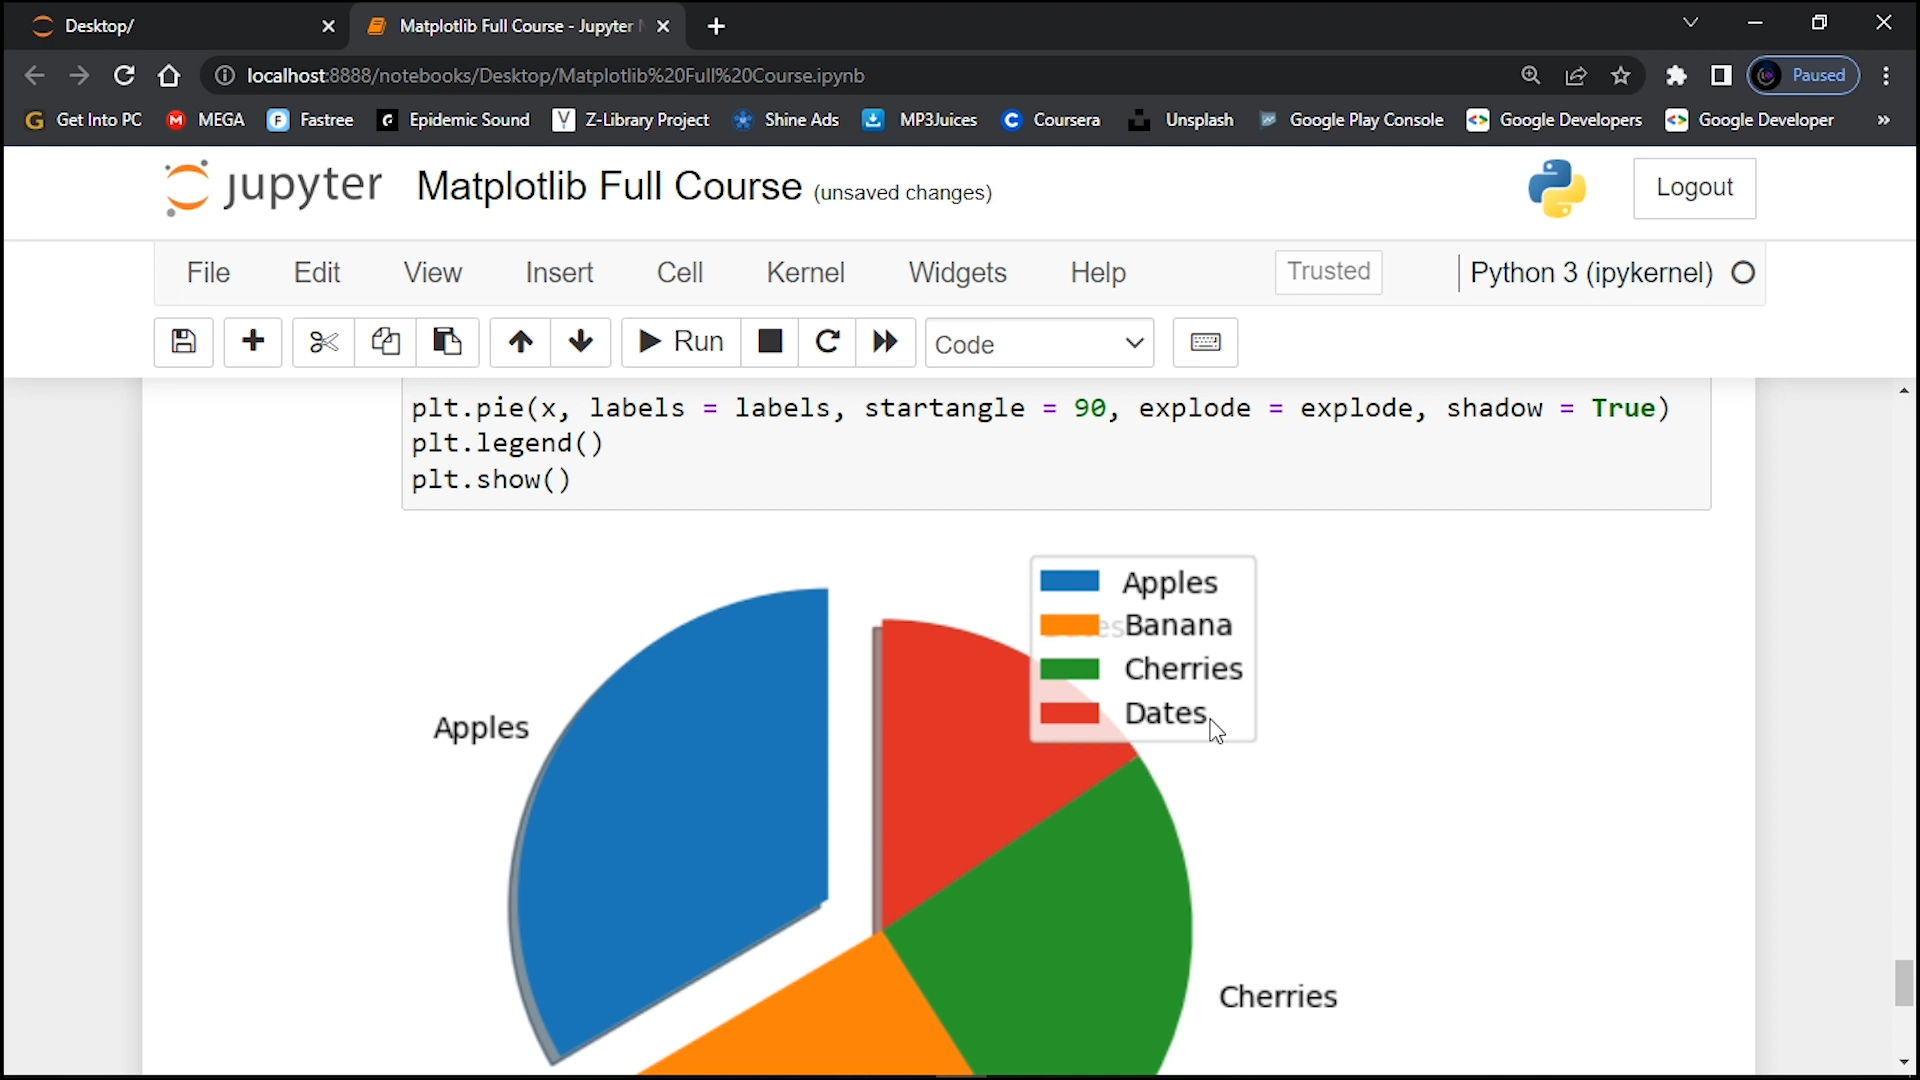 Desktop/
Matplotlib Full Course - Jupyter
localhost:8888/notebooks/Desktop/Matplotlib%20Full%20Course.ipynb
Paused
Get Into PC
MEGA
Fastree
Epidemic Sound
Z-Library Project
Shine Ads
MP3Juices
Coursera
Unsplash
Google Play Console
Google Developers
Google Developer
»
jupyter
Matplotlib Full Course (unsaved changes)
Logout
File
Edit
View
Insert
Cell
Kernel
Widgets
Help
Trusted
Python 3 (ipykernel)
Run
Code
plt.pie(x, labels = labels, startangle = 90, explode = explode, shadow = True)
plt.legend()
plt.show()
Apples
Banana
Cherries
Dates
Apples
Cherries